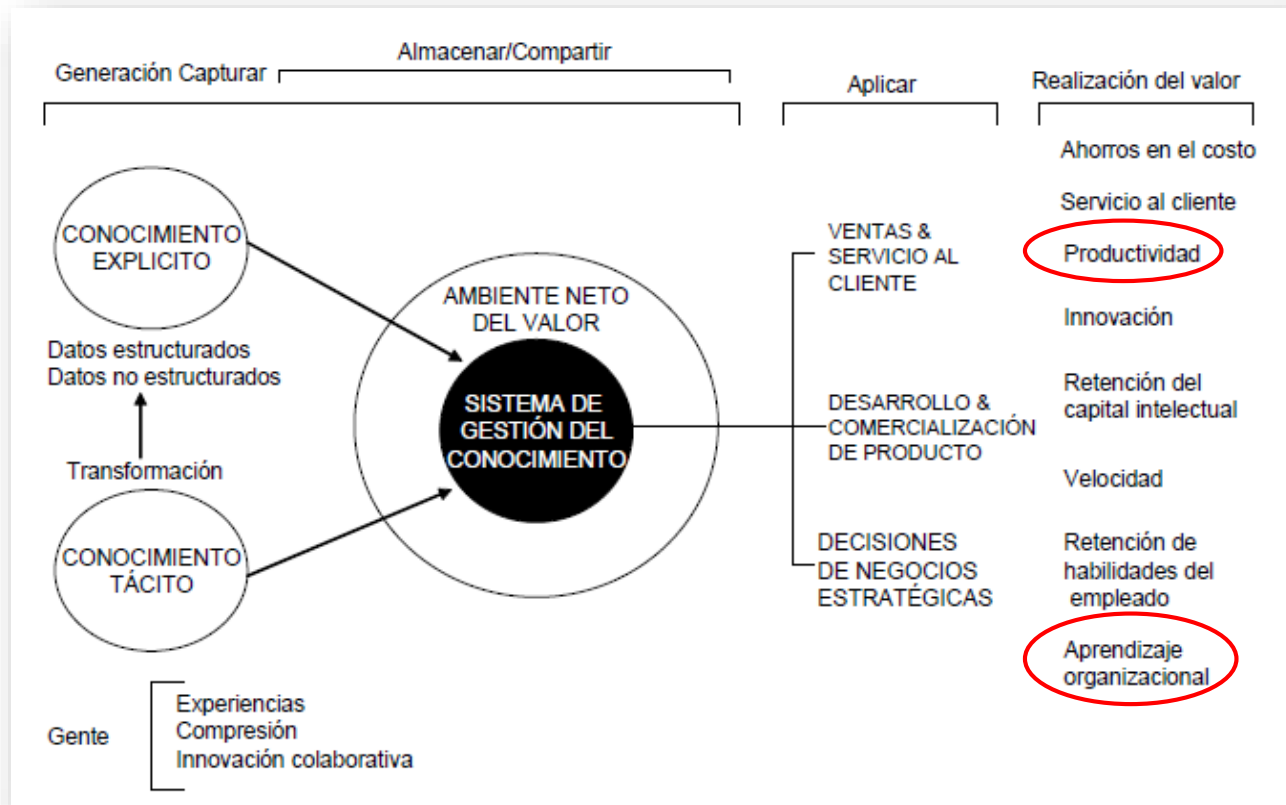 Generación Capturar
Almacenar/Compartir
Aplicar
Realización del valor
CONOCIMIENTO
EXPLICITO
Datos estructurados
Datos no estructurados
Transformación
CONOCIMIENTO
TÁCITO
Gente
Experiencias
Compresión
Innovación colaborativa
AMBIENTE NETO
DEL VALOR
SISTEMA DE
GESTIÓN DEL
CONOCIMIENTO
VENTAS &
SERVICIO AL
CLIENTE
DESARROLLO &
COMERCIALIZACIÓN
DE PRODUCTO
DECISIONES
DE NEGOCIOS
ESTRATÉGICAS
Ahorros en el costo
Servicio al cliente
Productividad
Innovación
Retención del
capital intelectual
Velocidad
Retención de
habilidades del
empleado
Aprendizaje
organizacional